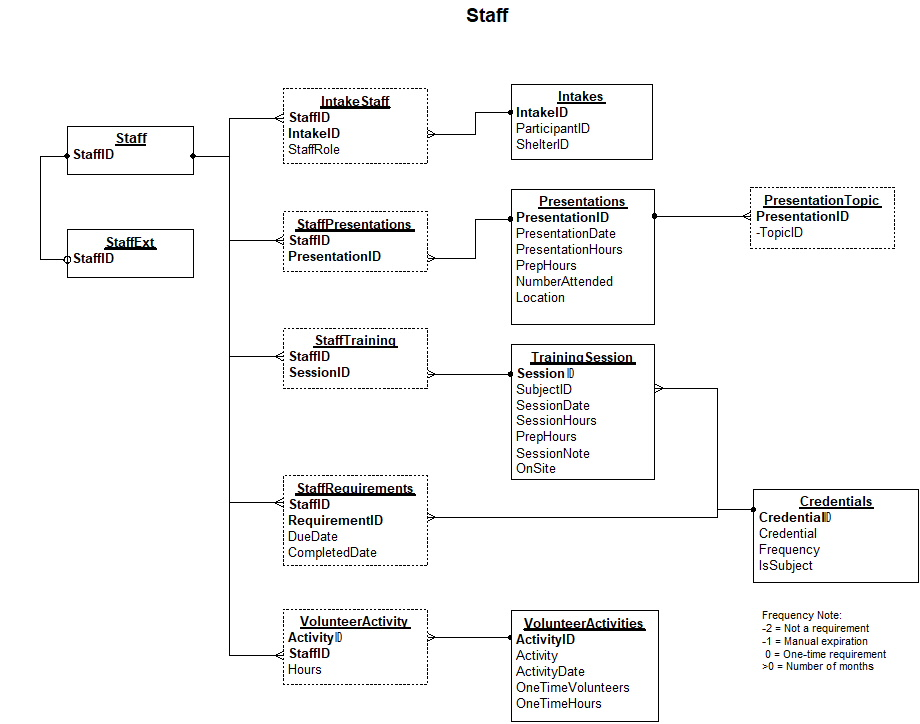 Staff
Staff
StaffID
StaffExt
StaffID
IntakeStaff
StaffID
IntakeID
StaffRole
Intakes
IntakeID
ParticipantID
ShelterID
StaffPresentations
StaffID
PresentationID
Presentations
PresentationID
PresentationDate
PresentationHours
PrepHours
NumberAttended
Location
PresentationTopic
PresentationID
-TopicID
StaffTraining
StaffID
SessionID
TrainingSession
SessionID
SubjectID
SessionDate
SessionHours
PrepHours
SessionNote
OnSite
StaffRequirements
StaffID
RequirementID
DueDate
CompletedDate
Credentials
CredentialID
Credential
Frequency
IsSubject
VolunteerActivity
ActivityID
StaffID
Hours
VolunteerActivities
ActivityID
Activity
ActivityDate
OneTimeVolunteers
OneTimeHours
Frequency Note:
-2 = Not a requirement
-1 = Manual expiration
0 = One-time requirement
>0 = Number of months